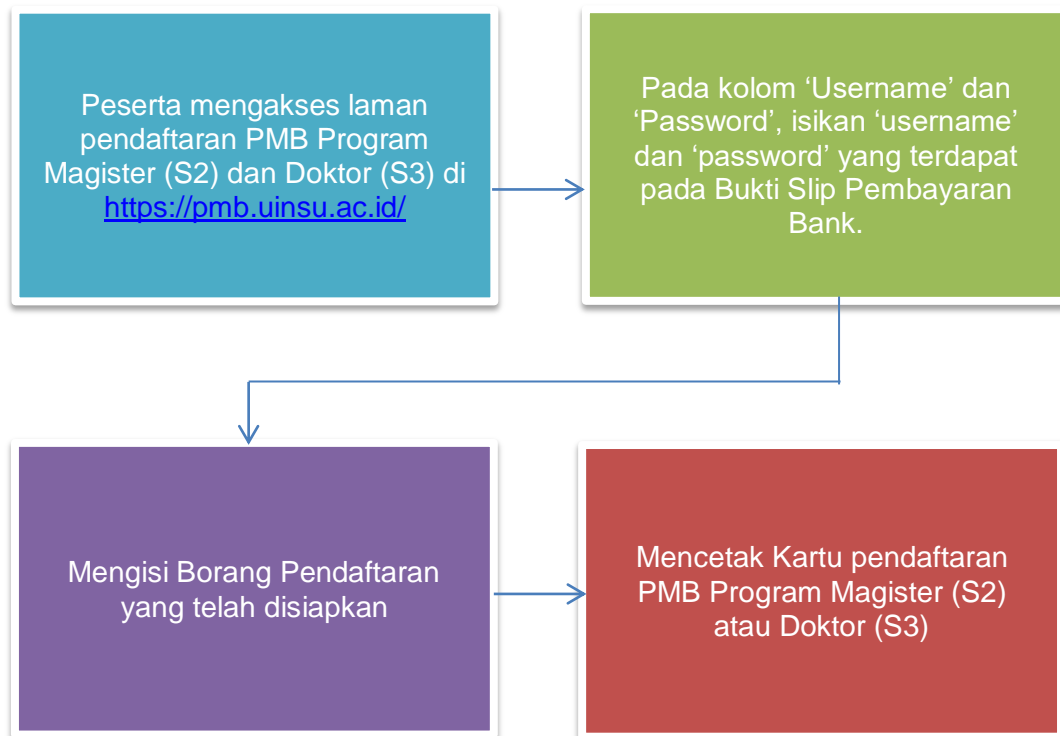 Peserta mengakses laman
pendaftaran PMB Program
Magister (S2) dan Doktor (S3) di
https://pmb.uinsu.ac.id/
Pada kolom ‘Username’ dan
‘Password’, isikan ‘username’
dan ‘password’ yang terdapat
pada Bukti Slip Pembayaran
Bank.
Mengisi Borang Pendaftaran
yang telah disiapkan
Mencetak Kartu pendaftaran
PMB Program Magister (S2)
atau Doktor (S3)